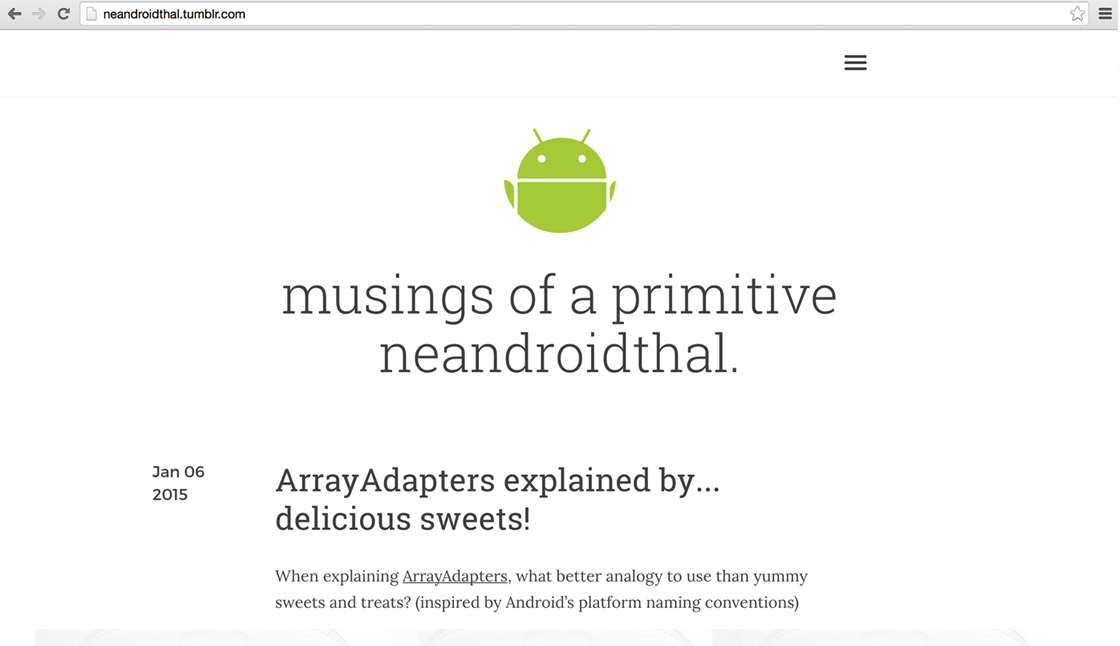 neandroidthal.tumblr.com
musings of a primitive
neandroidthal.
Jan 06
2015
ArrayAdapters explained by...
delicious sweets!
When explaining ArrayAdapters, what better analogy to use than yummy
sweets and treats? (inspired by Android’s platform naming conventions)